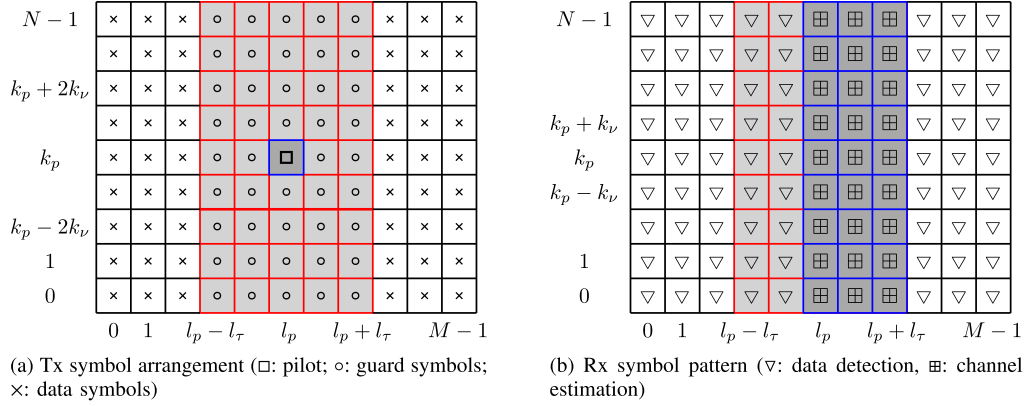 N − 1
k_p + 2k_ν
k_p
k_p − 2k_ν
1
0
0 1 l_p − l_τ l_p l_p + l_τ M − 1
(a) Tx symbol arrangement (□: pilot; ○: guard symbols;
×: data symbols)
N − 1
k_p + k_ν
k_p
k_p − k_ν
1
0
0 1 l_p − l_τ l_p l_p + l_τ M − 1
(b) Rx symbol pattern (▽: data detection, ⊞: channel
estimation)